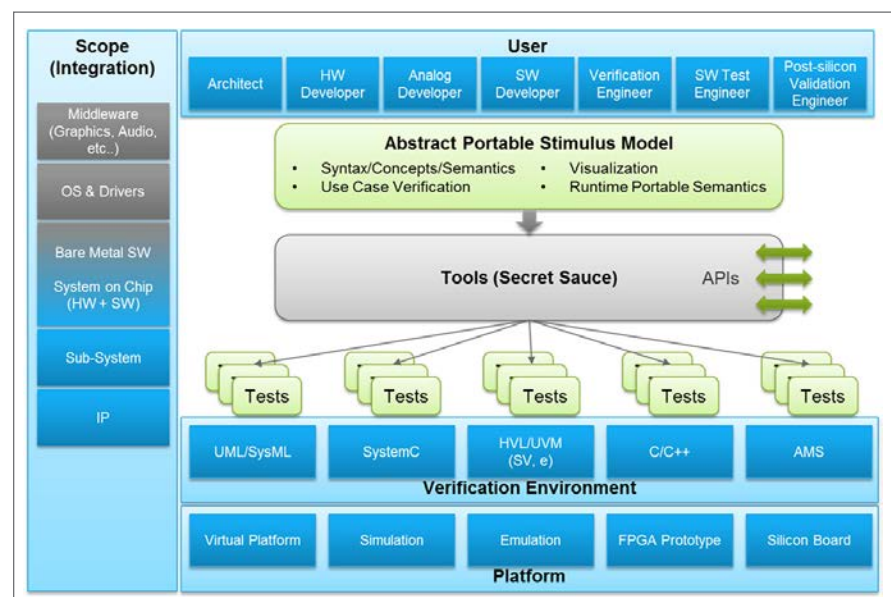 Scope
(Integration)
Middleware
(Graphics, Audio,
etc..)
OS & Drivers
Bare Metal SW
System on Chip
(HW + SW)
Sub-System
IP
User
Architect
HW
Developer
Analog
Developer
SW
Developer
Verification
Engineer
SW Test
Engineer
Post-silicon
Validation
Engineer
Abstract Portable Stimulus Model
• Syntax/Concepts/Semantics
• Use Case Verification
• Visualization
• Runtime Portable Semantics
Tools (Secret Sauce)
APIs
Tests
Tests
Tests
Tests
Tests
UML/SysML
SystemC
HVL/UVM
(SV, e)
C/C++
AMS
Verification Environment
Virtual Platform
Simulation
Emulation
FPGA Prototype
Silicon Board
Platform